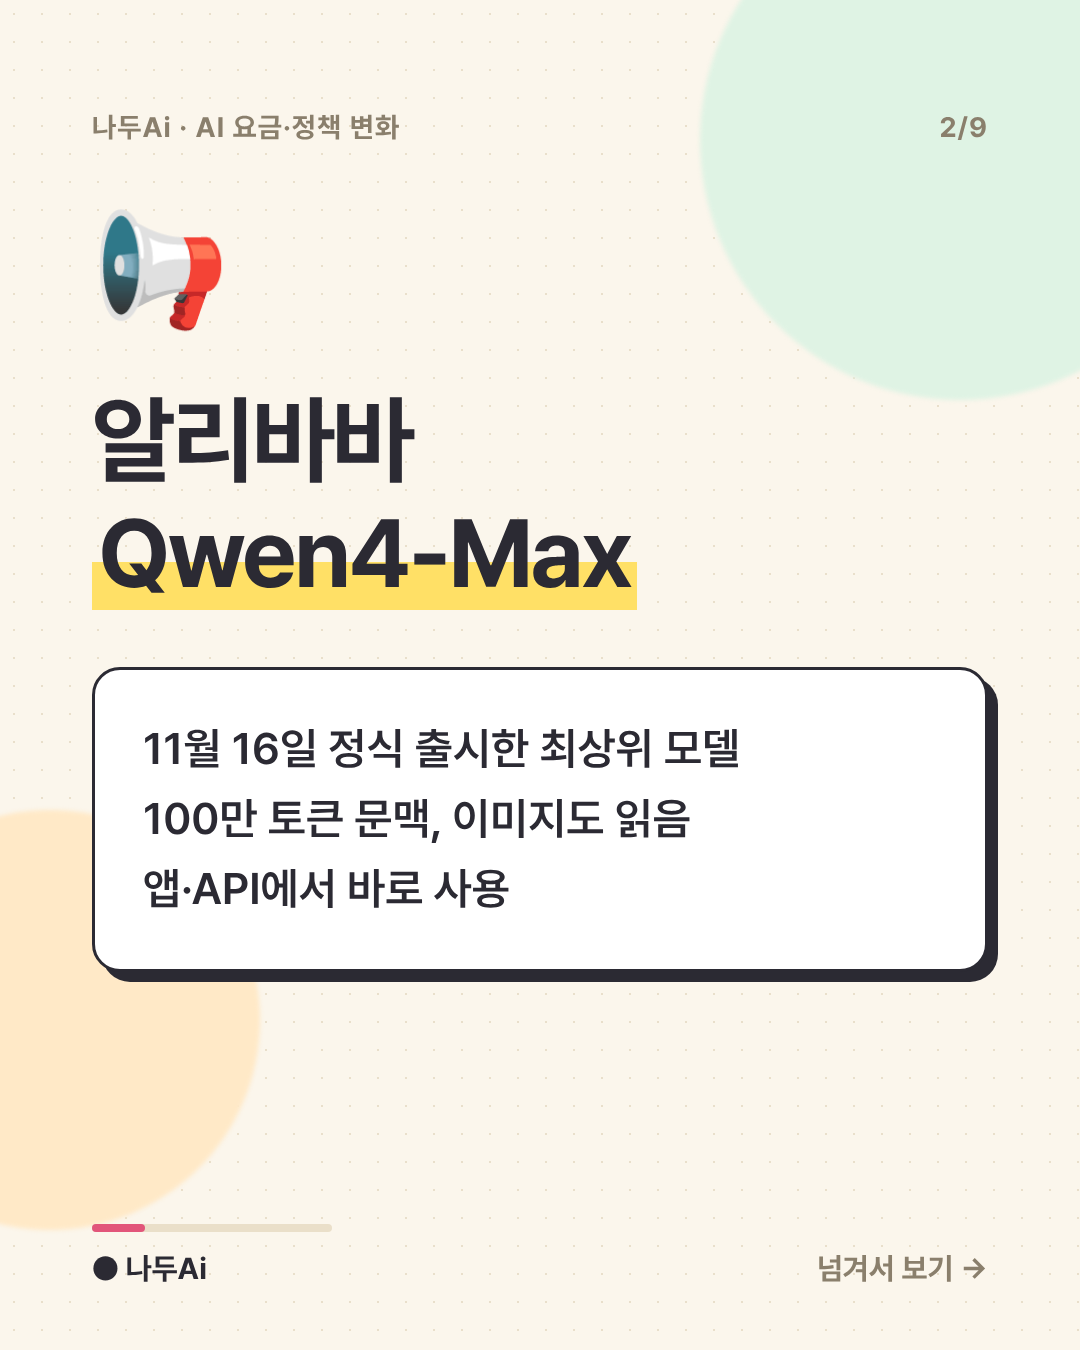 나두Ai · AI 요금·정책 변화
2/9
알리바바
Qwen4-Max
11월 16일 정식 출시한 최상위 모델
100만 토큰 문맥, 이미지도 읽음
앱·API에서 바로 사용
나두Ai
넘겨서 보기 →